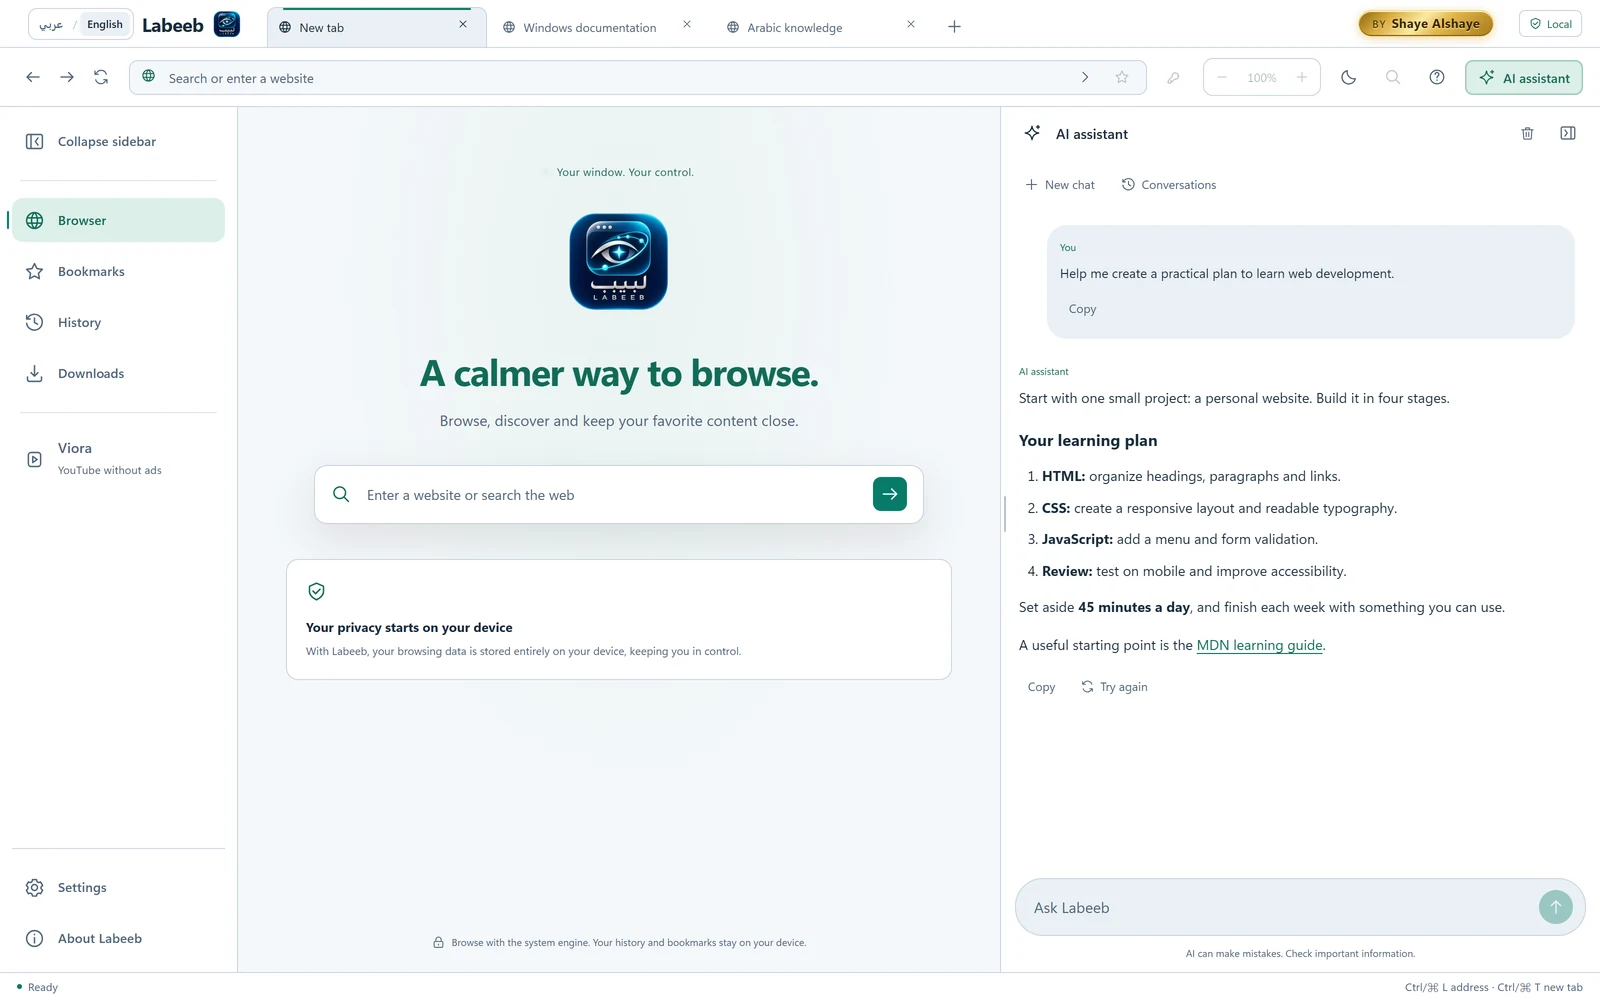 عربي / English
Labeeb
New tab
Windows documentation
Arabic knowledge
BY Shaye Alshaye
Local
Search or enter a website
100%
AI assistant
Collapse sidebar
Browser
Bookmarks
History
Downloads
Viora
YouTube without ads
Settings
About Labeeb
Your window. Your control.
لبيب
LABEEB
A calmer way to browse.
Browse, discover and keep your favorite content close.
Enter a website or search the web
Your privacy starts on your device
With Labeeb, your browsing data is stored entirely on your device, keeping you in control.
Browse with the system engine. Your history and bookmarks stay on your device.
AI assistant
New chat
Conversations
You
Help me create a practical plan to learn web development.
Copy
AI assistant
Start with one small project: a personal website. Build it in four stages.
Your learning plan
1. HTML: organize headings, paragraphs and links.
2. CSS: create a responsive layout and readable typography.
3. JavaScript: add a menu and form validation.
4. Review: test on mobile and improve accessibility.
Set aside 45 minutes a day, and finish each week with something you can use.
A useful starting point is the MDN learning guide.
Copy
Try again
Ask Labeeb
AI can make mistakes. Check important information.
Ready
Ctrl/⌘ L address · Ctrl/⌘ T new tab